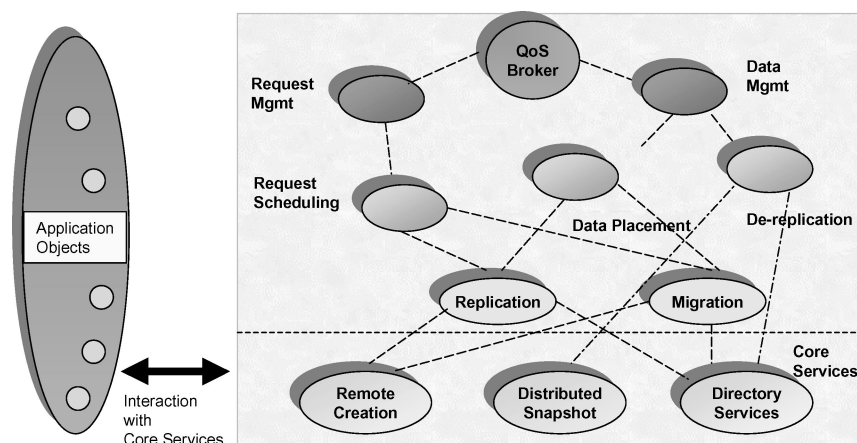 QoS
Broker
Request
Mgmt
Data
Mgmt
Request
Scheduling
Data Placement
De-replication
Application
Objects
Replication
Migration
Core
Services
Remote
Creation
Distributed
Snapshot
Directory
Services
Interaction
with
Core Services